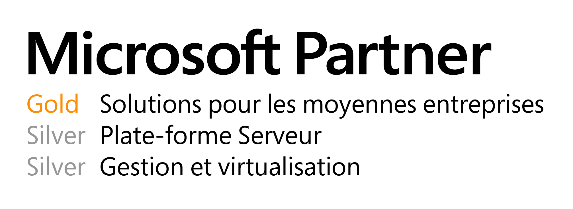 Microsoft Partner
Gold Solutions pour les moyennes entreprises
Silver Plate-forme Serveur
Silver Gestion et virtualisation